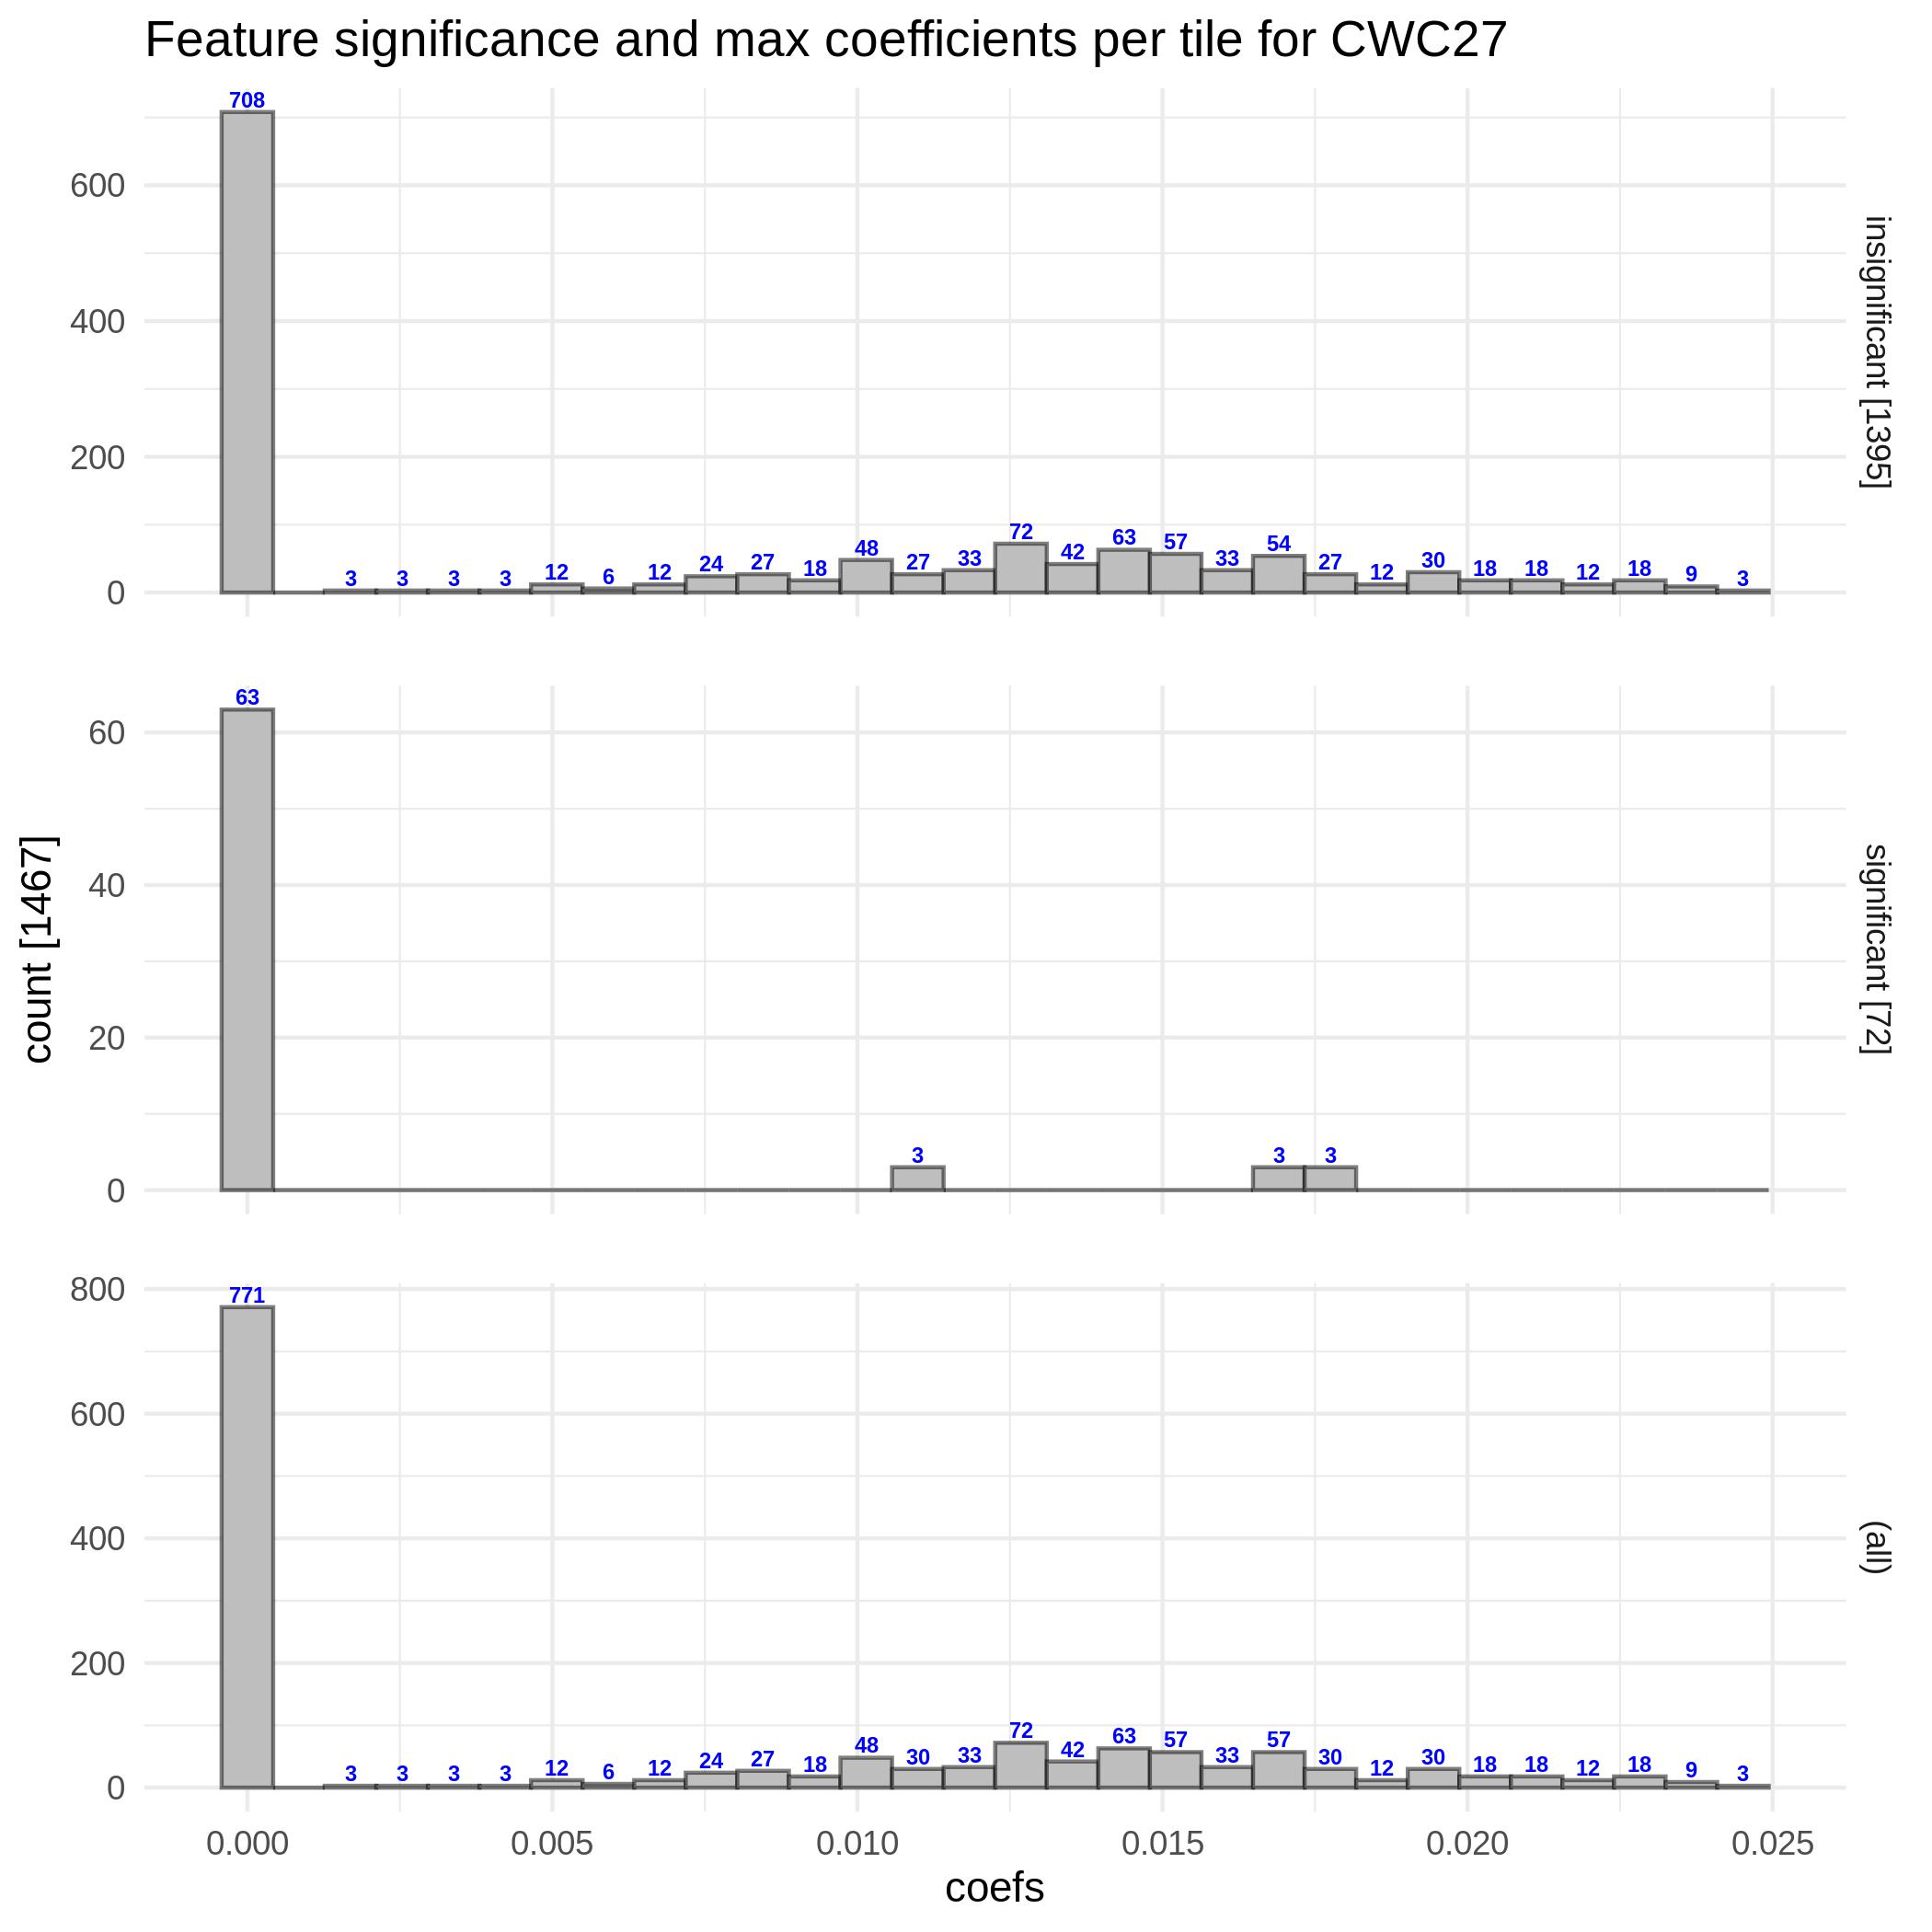 Feature significance and max coefficients per tile for CWC27
708
3 3 3 3 12 6 12 24 27 18 48 27 33 72 42 63 57 33 54 27 12 30 18 18 12 18 9 3
600
400
200
0
insignificant [1395]
63
3 3 3
60
40
20
0
significant [72]
count [1467]
771
3 3 3 3 12 6 12 24 27 18 48 30 33 72 42 63 57 33 57 30 12 30 18 18 12 18 9 3
800
600
400
200
0
(all)
0.000 0.005 0.010 0.015 0.020 0.025
coefs